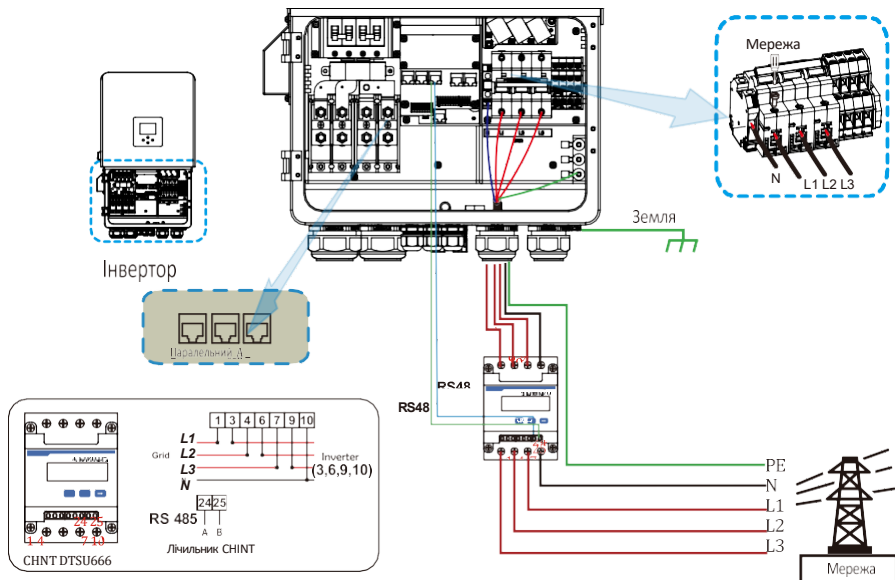 Мережа
N L1 L2 L3
Земля
Інвертор
Паралельний_A_
RS48
RS48
24
PE
N
L1
L2
L3
Мережа
1 3 4 6 7 9 10
L1
Grid L2 Inverter
L3 (3,6,9,10)
N
24 25
RS 485 A B
Лічильник CHINT
24 25
1-4 7-10
CHNT DTSU666